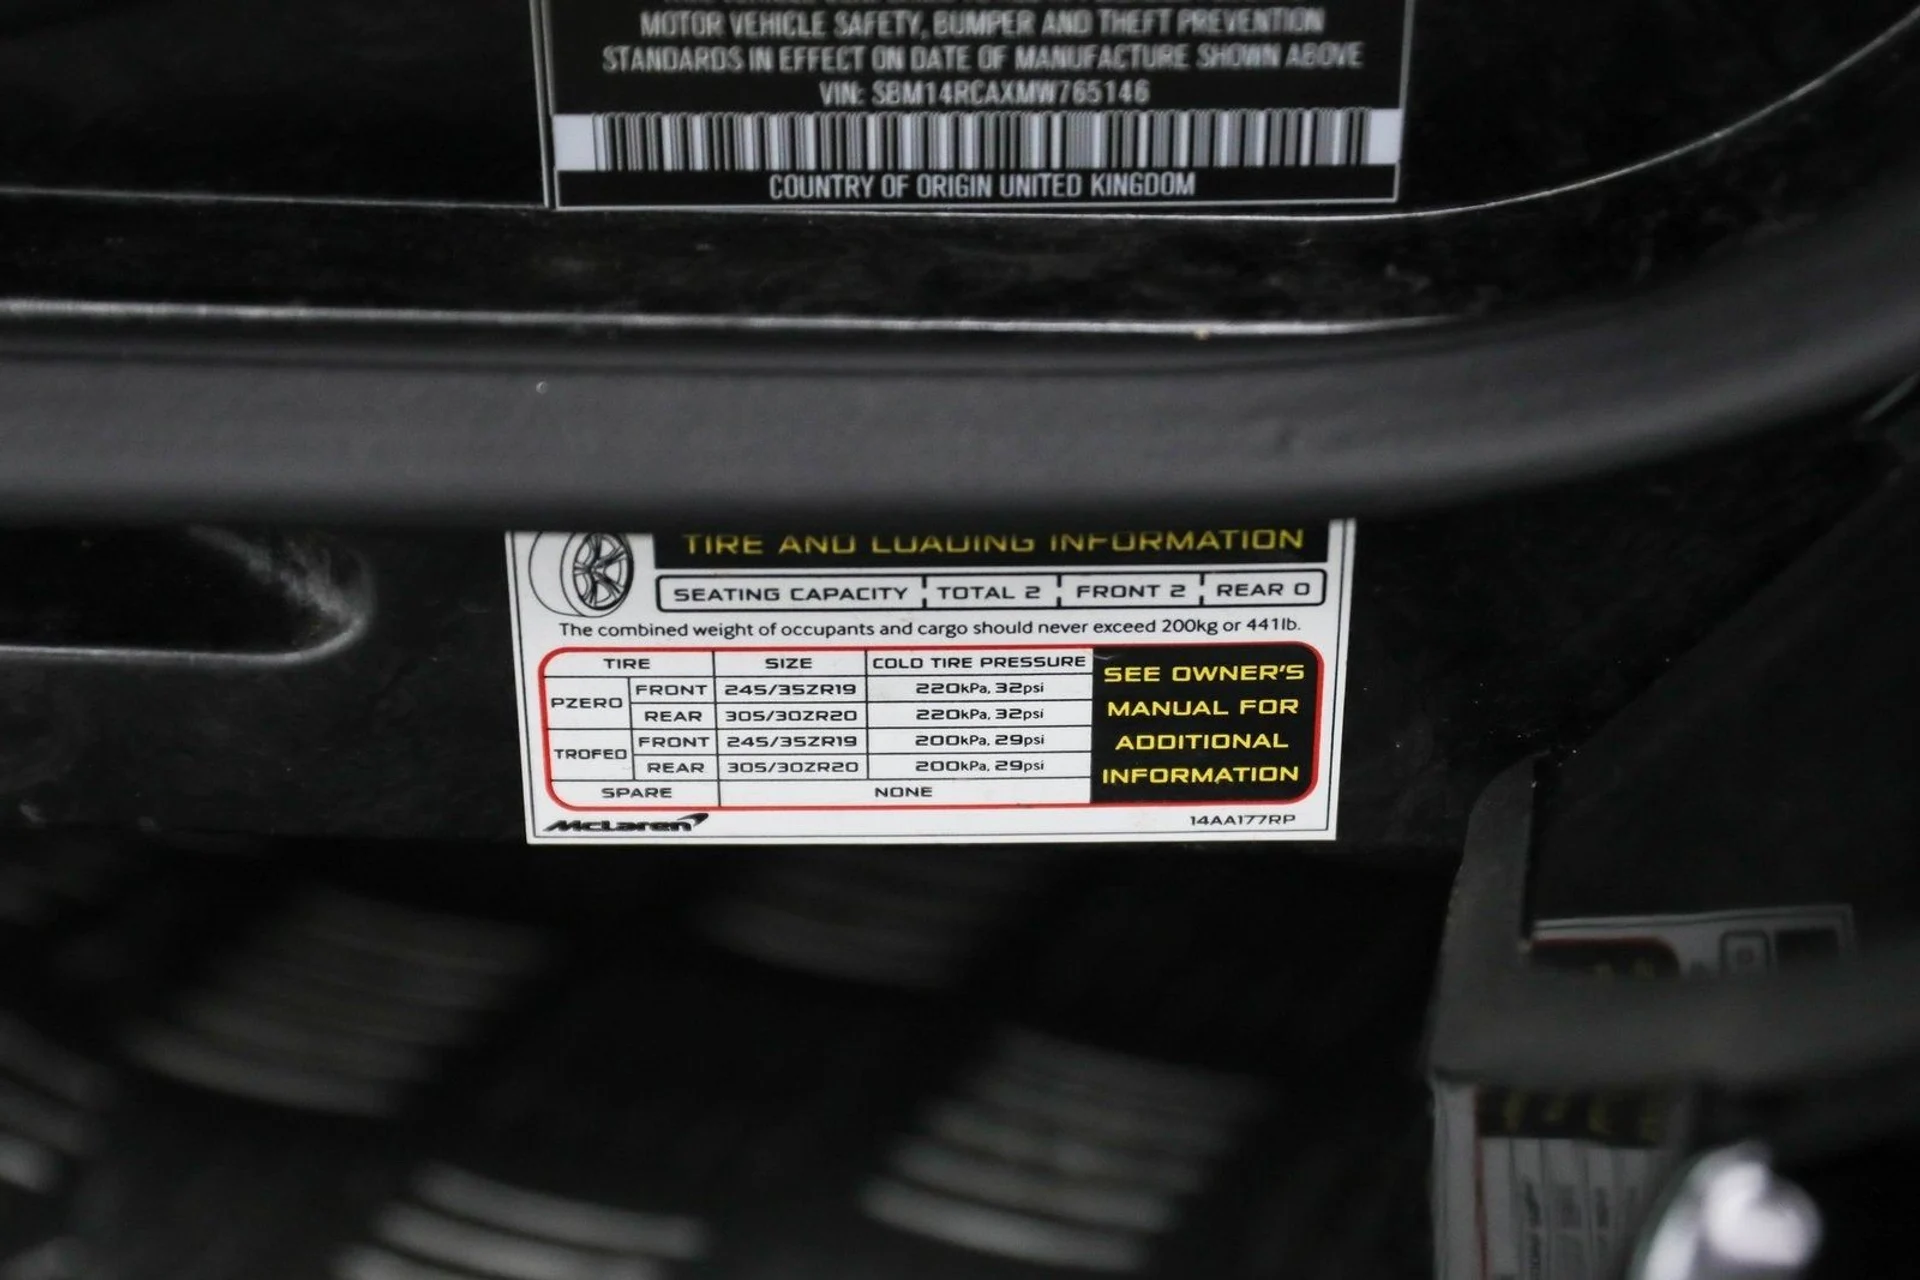 MOTOR VEHICLE SAFETY, BUMPER AND THEFT PREVENTION
STANDARDS IN EFFECT ON DATE OF MANUFACTURE SHOWN ABOVE
VIN: SBM14RCAXMW765146
COUNTRY OF ORIGIN UNITED KINGDOM
TIRE AND LOADING INFORMATION
SEATING CAPACITY TOTAL 2 FRONT 2 REAR 0
The combined weight of occupants and cargo should never exceed 200kg or 441lb.
TIRE SIZE COLD TIRE PRESSURE
PZERO FRONT 245/35ZR19 220kPa, 32psi
REAR 305/30ZR20 220kPa, 32psi
TROFEO FRONT 245/35ZR19 200kPa, 29psi
REAR 305/30ZR20 200kPa, 29psi
SPARE NONE
SEE OWNER'S
MANUAL FOR
ADDITIONAL
INFORMATION
McLaren
14AA177RP